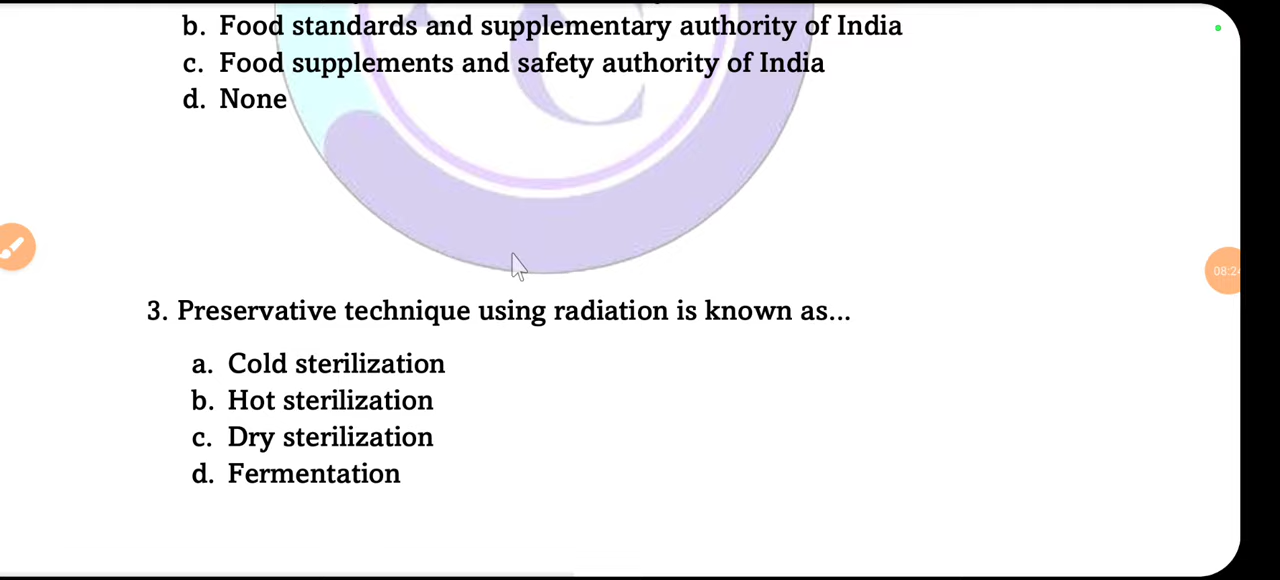 b. Food standards and supplementary authority of India
c. Food supplements and safety authority of India
d. None
3. Preservative technique using radiation is known as...
a. Cold sterilization
b. Hot sterilization
c. Dry sterilization
d. Fermentation